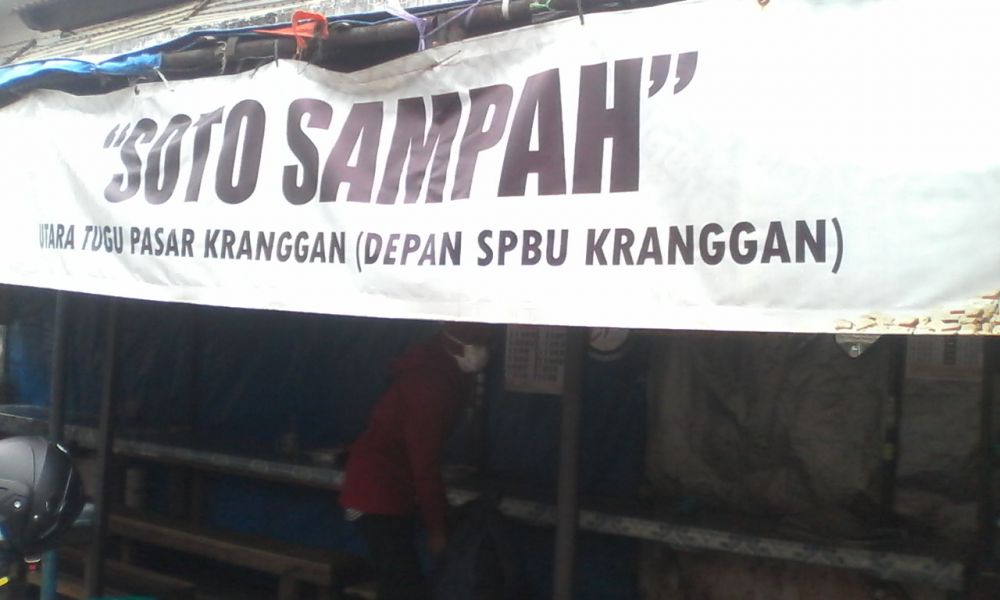 “SOTO SAMPAH”
UTARA TUGU PASAR KRANGGAN (DEPAN SPBU KRANGGAN)